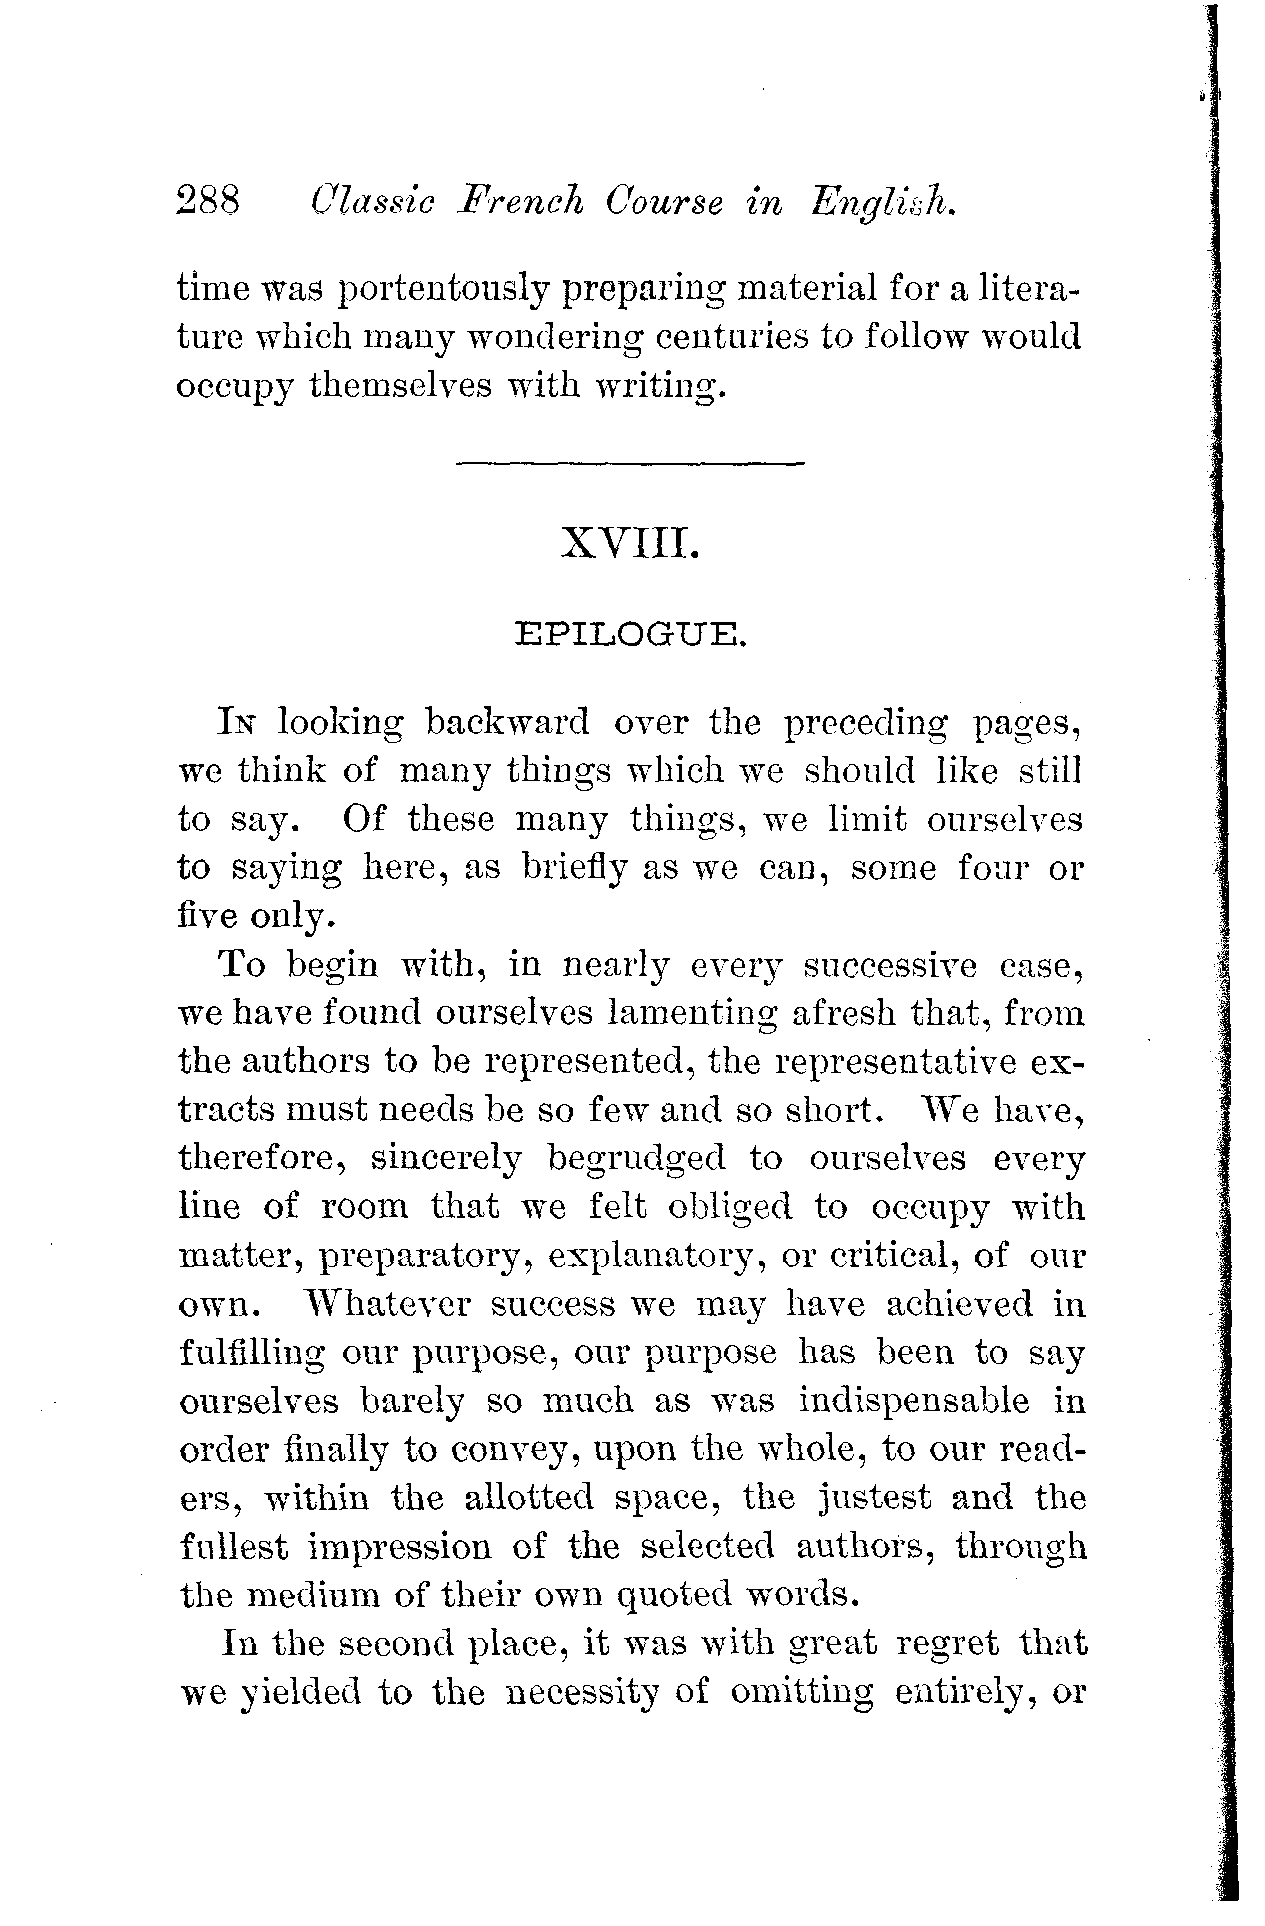 288 Classic French Course in English.
time was portentously preparing material for a litera-
ture which many wondering centuries to follow would
occupy themselves with writing.
XVIII.
EPILOGUE.
IN looking backward over the preceding pages,
we think of many things which we should like still
to say. Of these many things, we limit ourselves
to saying here, as briefly as we can, some four or
five only.
To begin with, in nearly every successive case,
we have found ourselves lamenting afresh that, from
the authors to be represented, the representative ex-
tracts must needs be so few and so short. We have,
therefore, sincerely begrudged to ourselves every
line of room that we felt obliged to occupy with
matter, preparatory, explanatory, or critical, of our
own. Whatever success we may have achieved in
fulfilling our purpose, our purpose has been to say
ourselves barely so much as was indispensable in
order finally to convey, upon the whole, to our read-
ers, within the allotted space, the justest and the
fullest impression of the selected authors, through
the medium of their own quoted words.
In the second place, it was with great regret that
we yielded to the necessity of omitting entirely, or